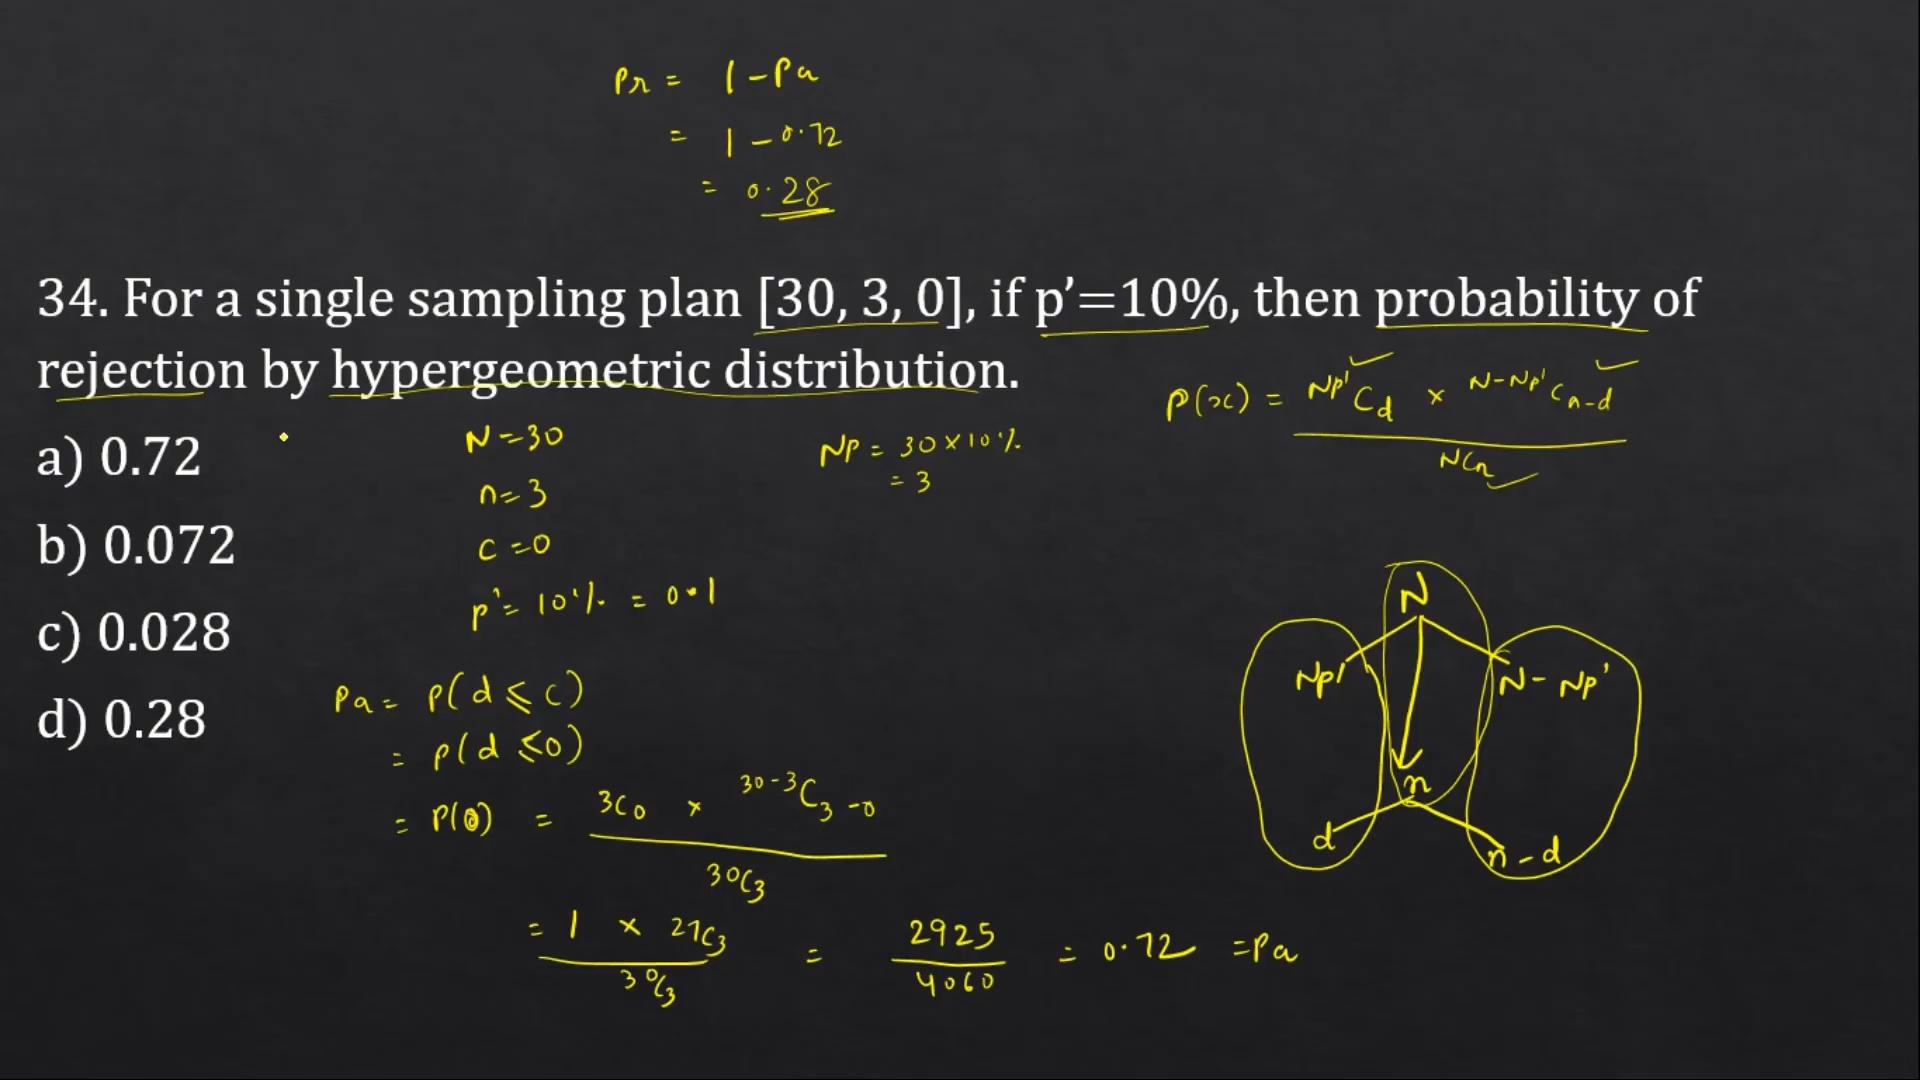 Pr = 1 - Pa
= 1 - 0.72
= 0.28
34. For a single sampling plan [30, 3, 0], if p’=10%, then probability of
rejection by hypergeometric distribution.
P(x) = Np'Cd × N-Np'Cn-d
NCn
a) 0.72
b) 0.072
c) 0.028
d) 0.28
N = 30
n = 3
c = 0
p' = 10% = 0.1
Np = 30 × 10%
= 3
N
Np' N - Np'
n
d n - d
Pa = P(d ≤ c)
= P(d ≤ 0)
= P(0) = 3C0 × 30-3C3-0
30C3
= 1 × 27C3 = 2925 = 0.72 = Pa
30C3 4060